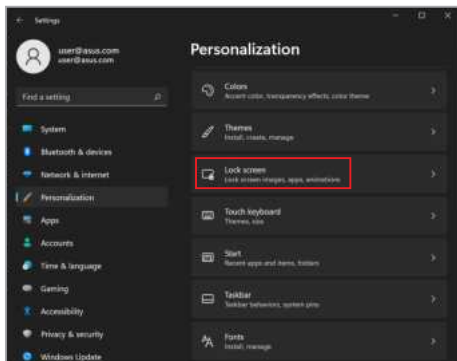 Settings
user@asus.com
user@asus.com
Find a setting
System
Bluetooth & devices
Network & internet
Personalization
Apps
Accounts
Time & language
Gaming
Accessibility
Privacy & security
Windows Update
Personalization
Colors
Accent color, transparency effects, color theme
Themes
Install, create, manage
Lock screen
Lock screen images, apps, animations
Touch keyboard
Themes, size
Start
Recent apps and items, folders
Taskbar
Taskbar behaviors, system pins
Fonts
Install, manage